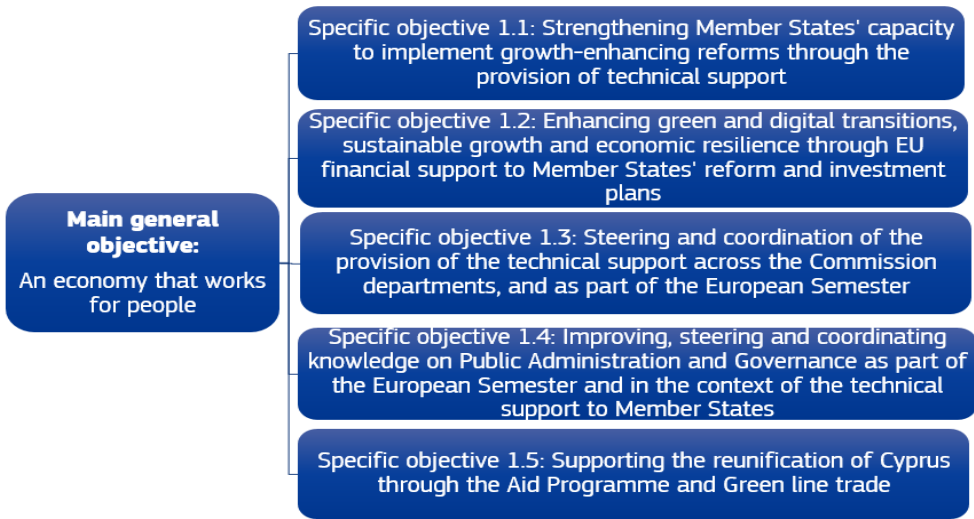 Main general
objective:
An economy that works
for people
Specific objective 1.1: Strengthening Member States' capacity
to implement growth-enhancing reforms through the
provision of technical support
Specific objective 1.2: Enhancing green and digital transitions,
sustainable growth and economic resilience through EU
financial support to Member States' reform and investment
plans
Specific objective 1.3: Steering and coordination of the
provision of the technical support across the Commission
departments, and as part of the European Semester
Specific objective 1.4: Improving, steering and coordinating
knowledge on Public Administration and Governance as part of
the European Semester and in the context of the technical
support to Member States
Specific objective 1.5: Supporting the reunification of Cyprus
through the Aid Programme and Green line trade